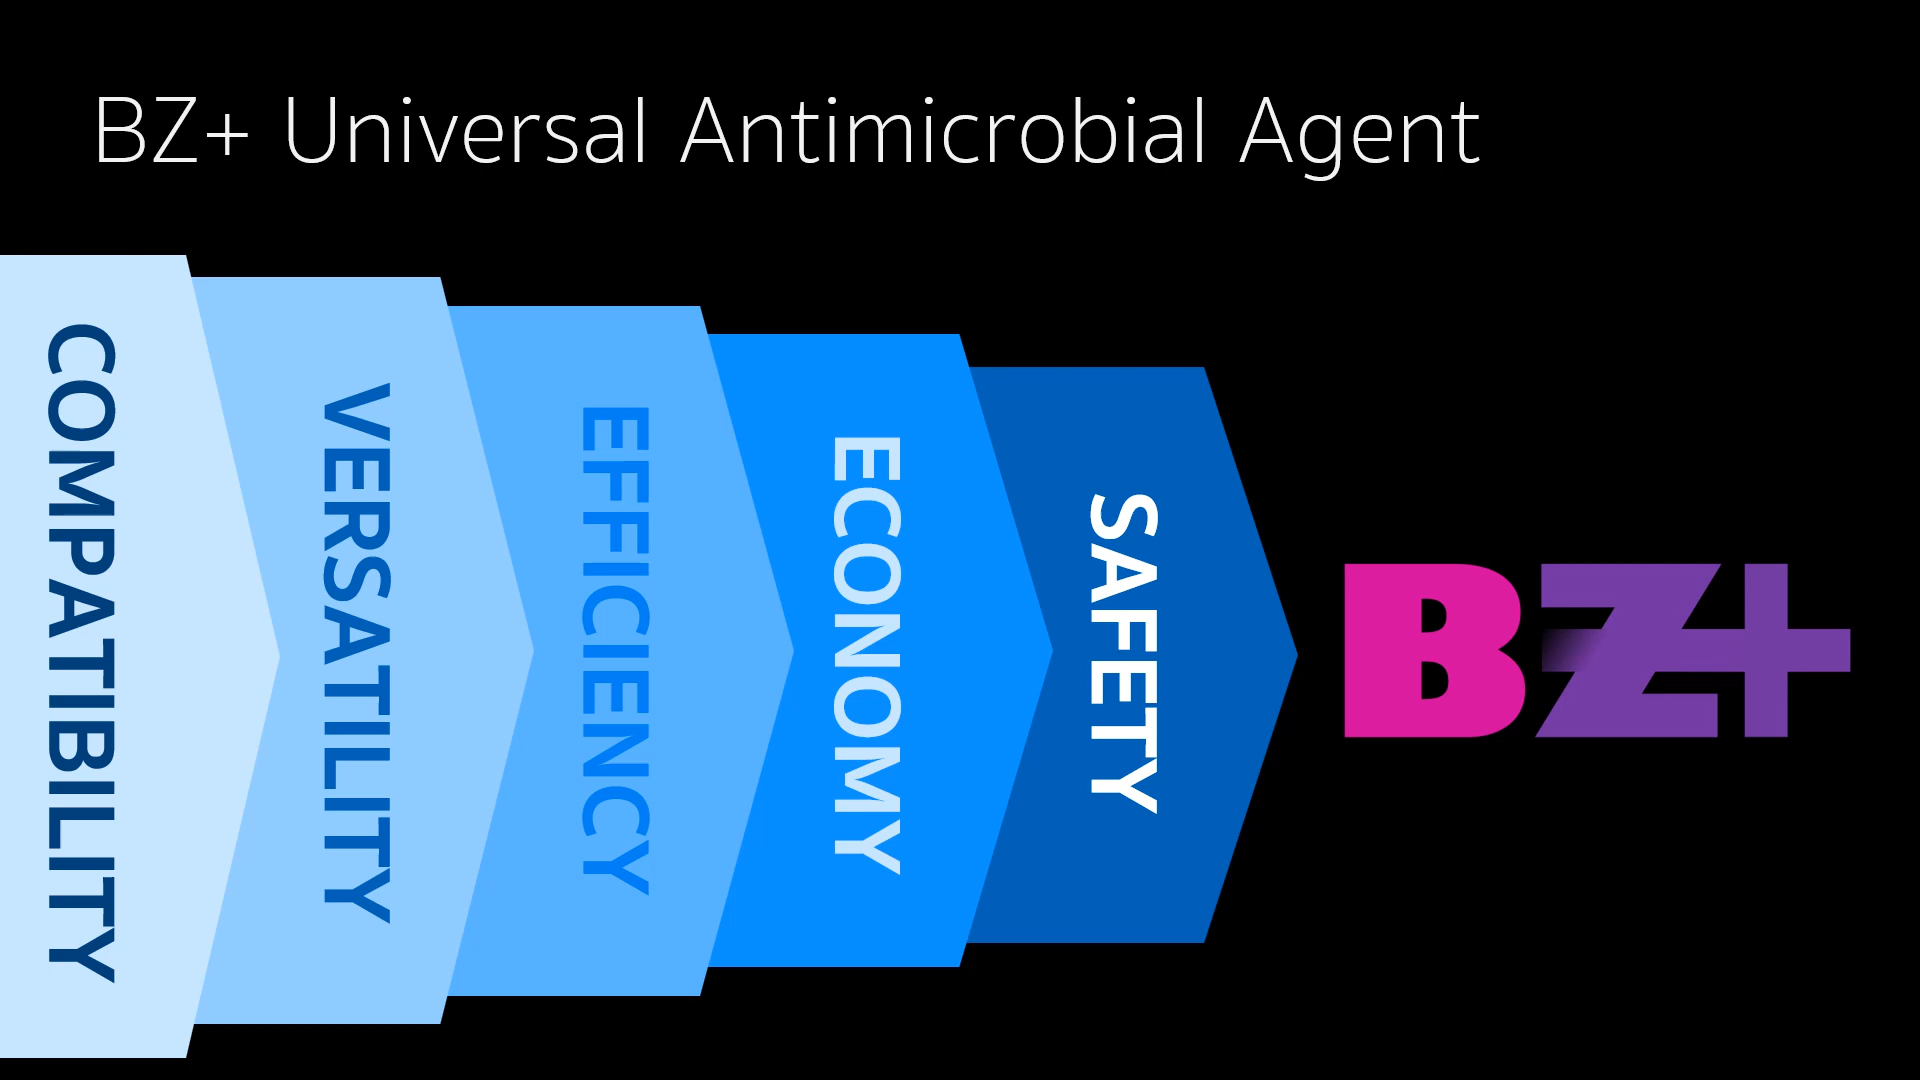 BZ+ Universal Antimicrobial Agent
COMPATIBILITY
VERSATILITY
EFFICIENCY
ECONOMY
SAFETY
BZ+